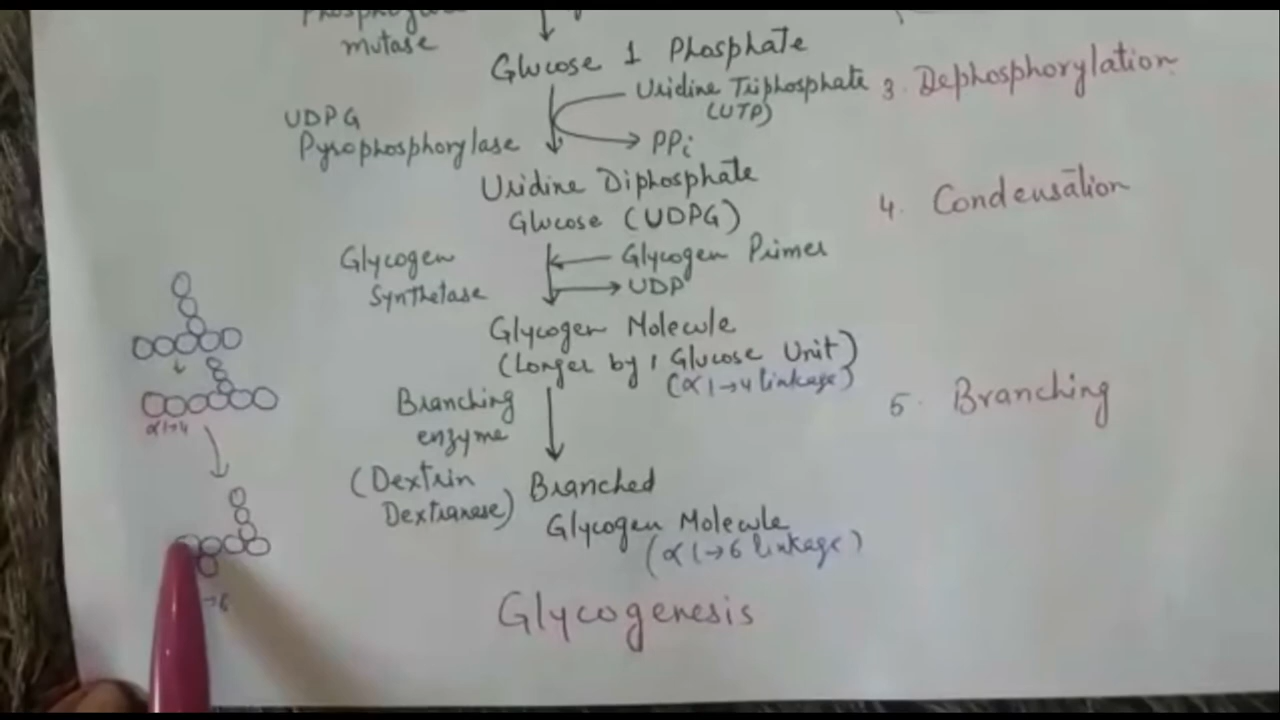 mutase
Glucose 1 Phosphate
Uridine Triphosphate
(UTP)
3. Dephosphorylation
UDPG
Pyrophosphorylase
PPi
Uridine Diphosphate
Glucose (UDPG)
4. Condensation
Glycogen
Synthetase
Glycogen Primer
UDP
Glycogen Molecule
(Longer by 1 Glucose Unit)
(α 1→4 linkage)
α 1→4
Branching
enzyme
5. Branching
(Dextrin
Dextranase)
Branched
Glycogen Molecule
(α 1→6 linkage)
→6
Glycogenesis